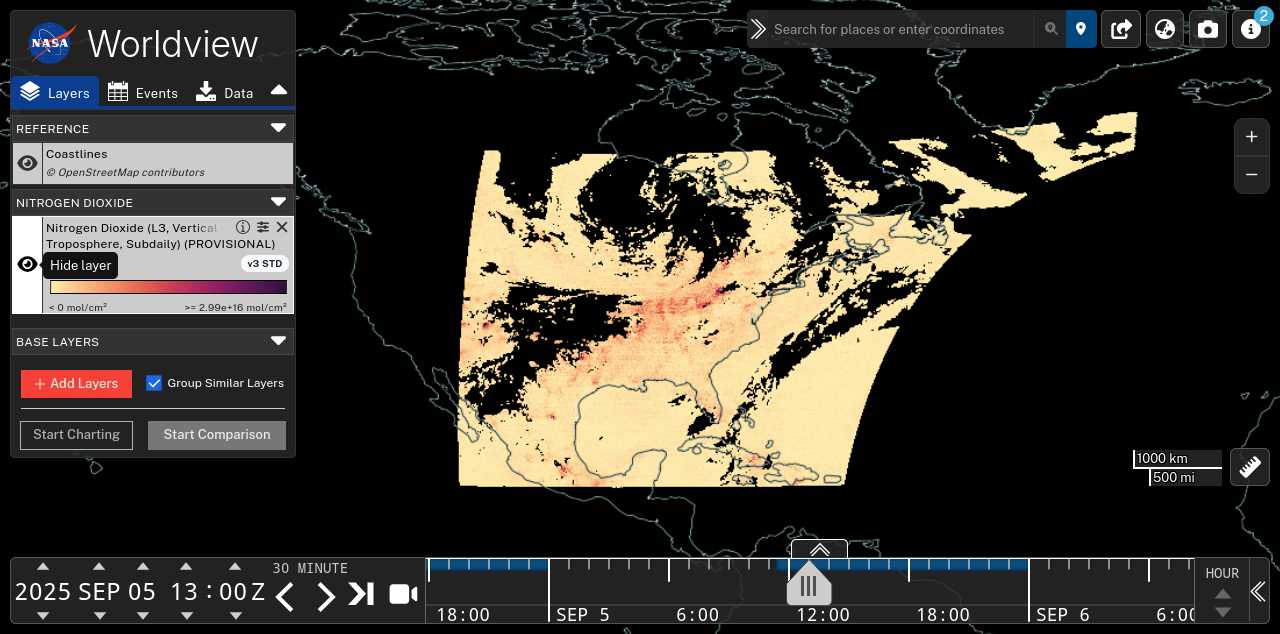 NASA
Worldview
Layers
Events
Data
REFERENCE
Coastlines
© OpenStreetMap contributors
NITROGEN DIOXIDE
Nitrogen Dioxide (L3, Vertical
Troposphere, Subdaily) (PROVISIONAL)
Hide layer
v3 STD
< 0 mol/cm²
>= 2.99e+16 mol/cm²
BASE LAYERS
+ Add Layers
Group Similar Layers
Start Charting
Start Comparison
Search for places or enter coordinates
2
+
−
1000 km
500 mi
2025 SEP 05 13 : 00 Z
30 MINUTE
18:00
SEP 5
6:00
12:00
18:00
SEP 6
6:00
HOUR